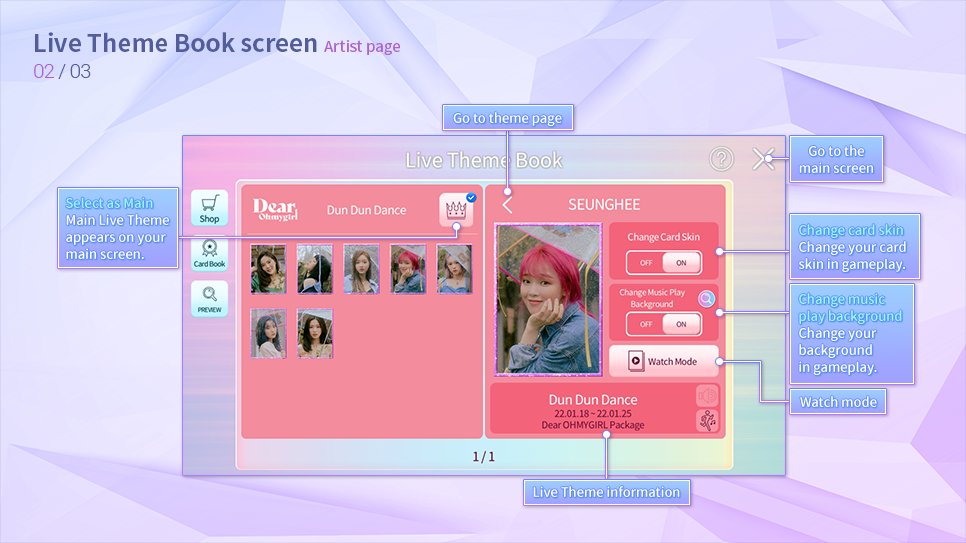 Live Theme Book screen Artist page
02 / 03
Go to theme page
Live Theme Book
?
Go to the
main screen
Select as Main
Main Live Theme
appears on your
main screen.
Shop
Card Book
PREVIEW
Dear
Ohmygirl
Dun Dun Dance
SEUNGHEE
Change Card Skin
OFF ON
Change Music Play
Background
OFF ON
Watch Mode
Change card skin
Change your card
skin in gameplay.
Change music
play background
Change your
background
in gameplay.
Watch mode
Dun Dun Dance
22.01.18 ~ 22.01.25
Dear OHMYGIRL Package
1 / 1
Live Theme information